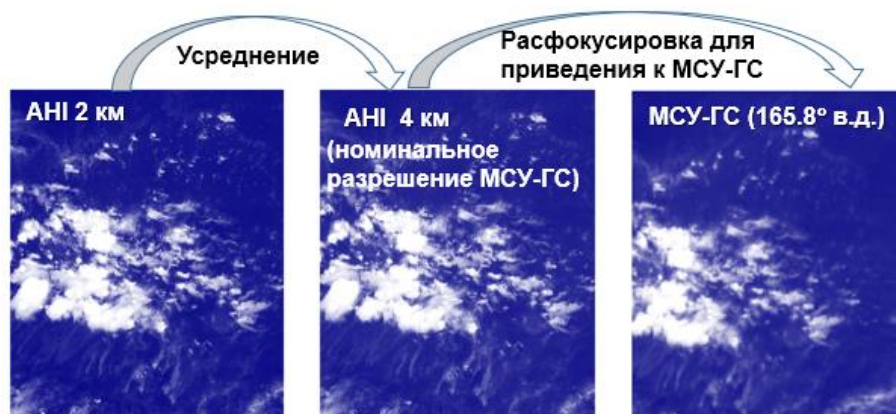 Усреднение
Расфокусировка для
приведения к МСУ-ГС
AHI 2 км
AHI 4 км
(номинальное
разрешение МСУ-ГС)
МСУ-ГС (165.8° в.д.)